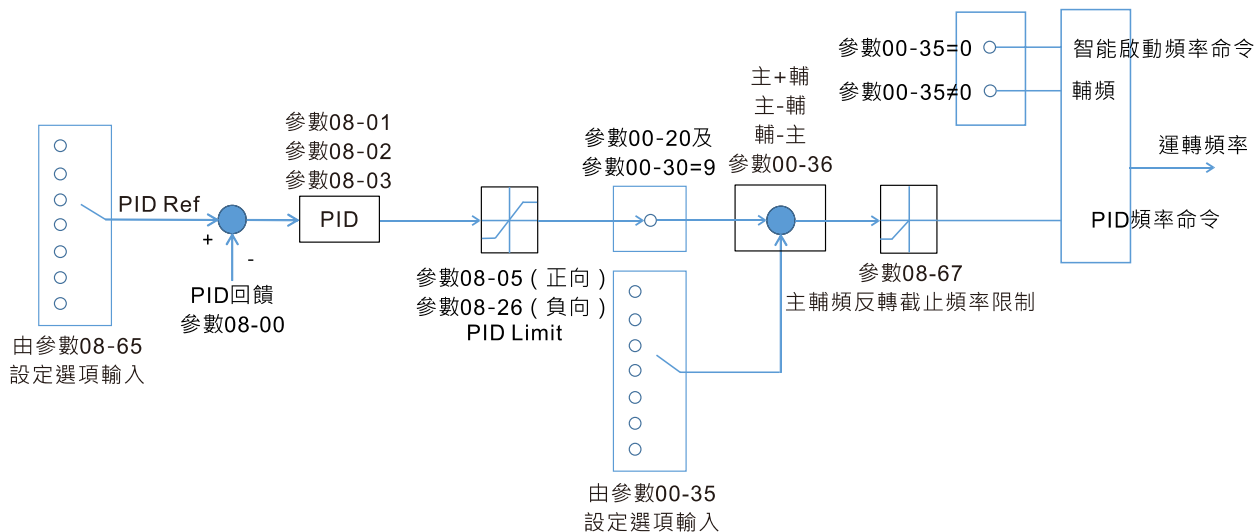 參數00-35=0
智能啟動頻率命令
參數00-35≠0
輔頻
主+輔
主-輔
輔-主
參數00-36
參數00-20及
參數00-30=9
運轉頻率
參數08-01
參數08-02
參數08-03
PID Ref
PID
+
-
PID回饋
參數08-00
PID頻率命令
參數08-05（正向）
參數08-26（負向）
PID Limit
參數08-67
主輔頻反轉截止頻率限制
由參數08-65
設定選項輸入
由參數00-35
設定選項輸入